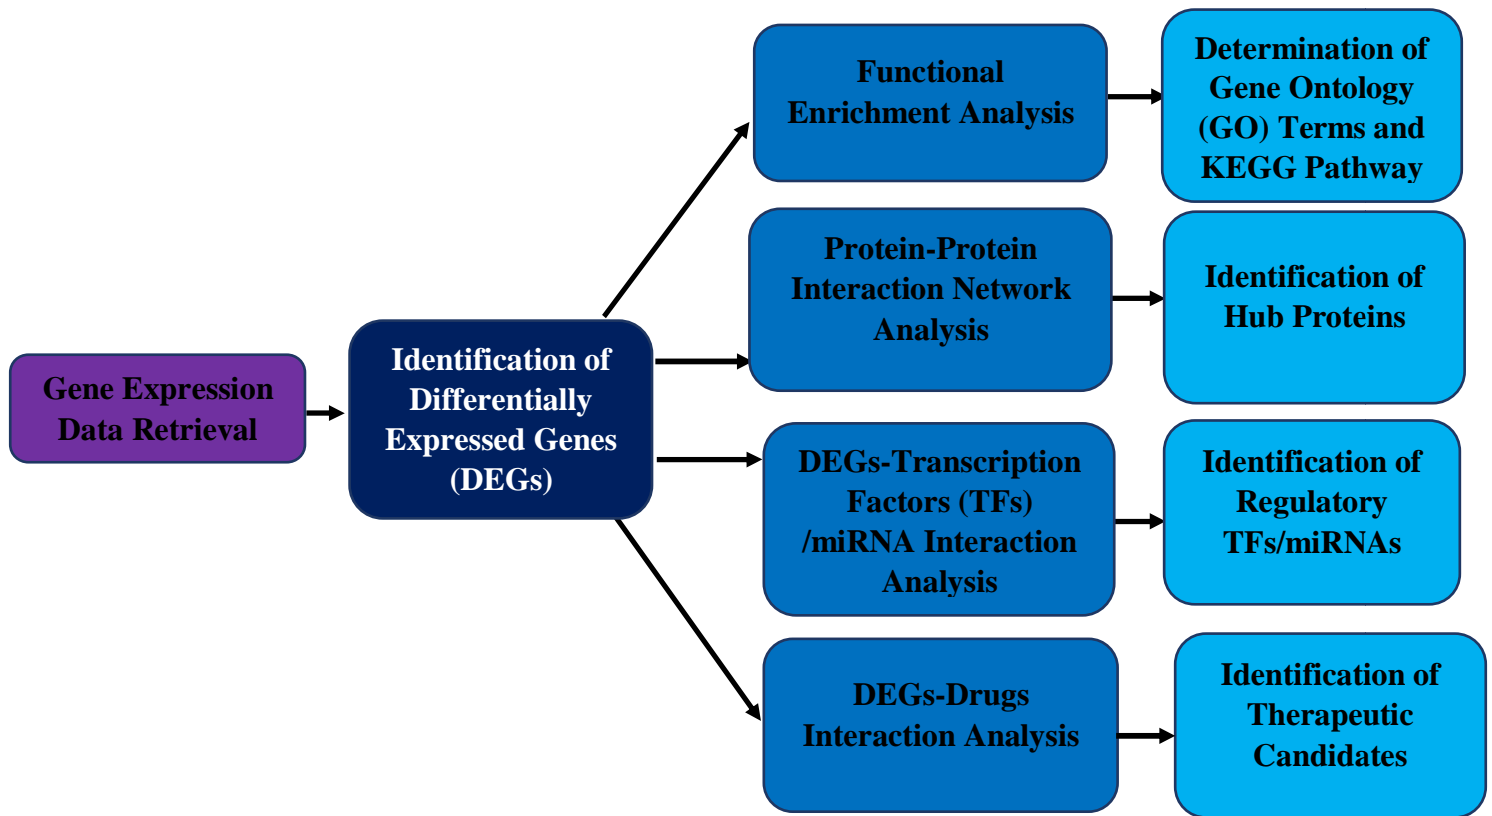 Gene Expression
Data Retrieval
Identification of
Differentially
Expressed Genes
(DEGs)
Functional
Enrichment Analysis
Determination of
Gene Ontology
(GO) Terms and
KEGG Pathway
Protein-Protein
Interaction Network
Analysis
Identification of
Hub Proteins
DEGs-Transcription
Factors (TFs)
/miRNA Interaction
Analysis
Identification of
Regulatory
TFs/miRNAs
DEGs-Drugs
Interaction Analysis
Identification of
Therapeutic
Candidates